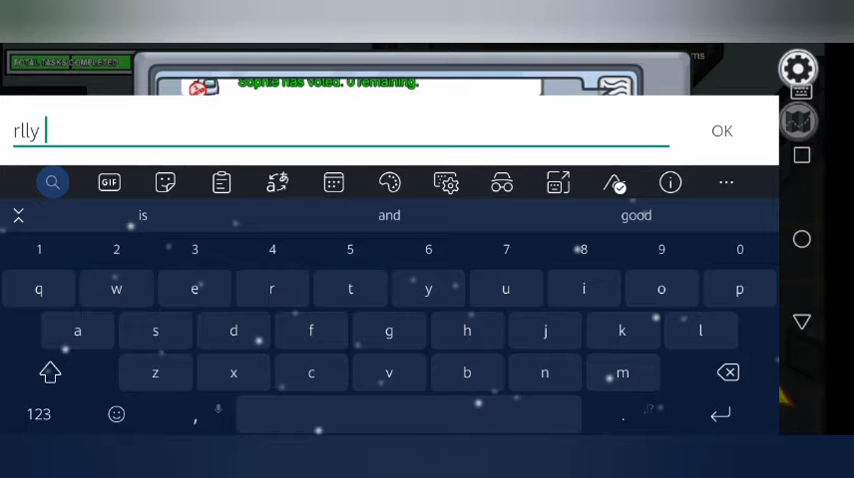 TOTAL TASKS COMPLETED
ms
Sophie has voted. 0 remaining.
rlly
OK
GIF
is and good
1 2 3 4 5 6 7 8 9 0
q w e r t y u i o p
a s d f g h j k l
z x c v b n m
123 , . ,!?